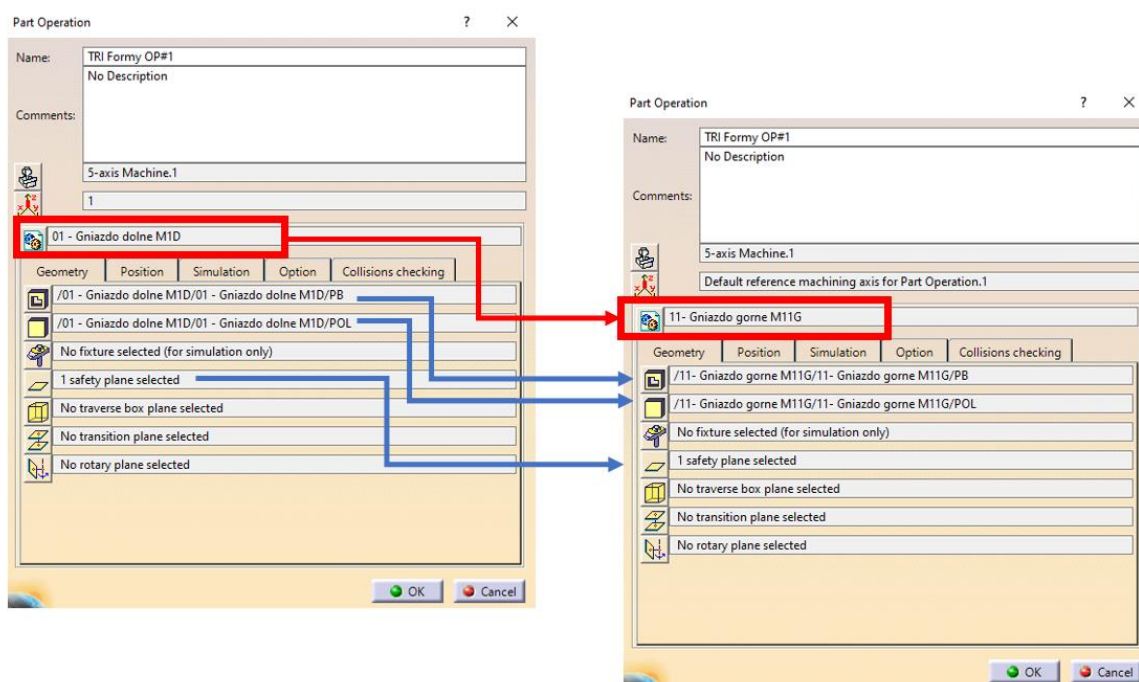 Part Operation
?
Name:
TRI Formy OP#1
No Description
Comments:
5-axis Machine.1
1
01 - Gniazdo dolne M1D
Geometry Position Simulation Option Collisions checking
/01 - Gniazdo dolne M1D/01 - Gniazdo dolne M1D/PB
/01 - Gniazdo dolne M1D/01 - Gniazdo dolne M1D/POL
No fixture selected (for simulation only)
1 safety plane selected
No traverse box plane selected
No transition plane selected
No rotary plane selected
OK Cancel
Part Operation
?
Name:
TRI Formy OP#1
No Description
Comments:
5-axis Machine.1
Default reference machining axis for Part Operation.1
11- Gniazdo gorne M11G
Geometry Position Simulation Option Collisions checking
/11- Gniazdo gorne M11G/11- Gniazdo gorne M11G/PB
/11- Gniazdo gorne M11G/11- Gniazdo gorne M11G/POL
No fixture selected (for simulation only)
1 safety plane selected
No traverse box plane selected
No transition plane selected
No rotary plane selected
OK Cancel